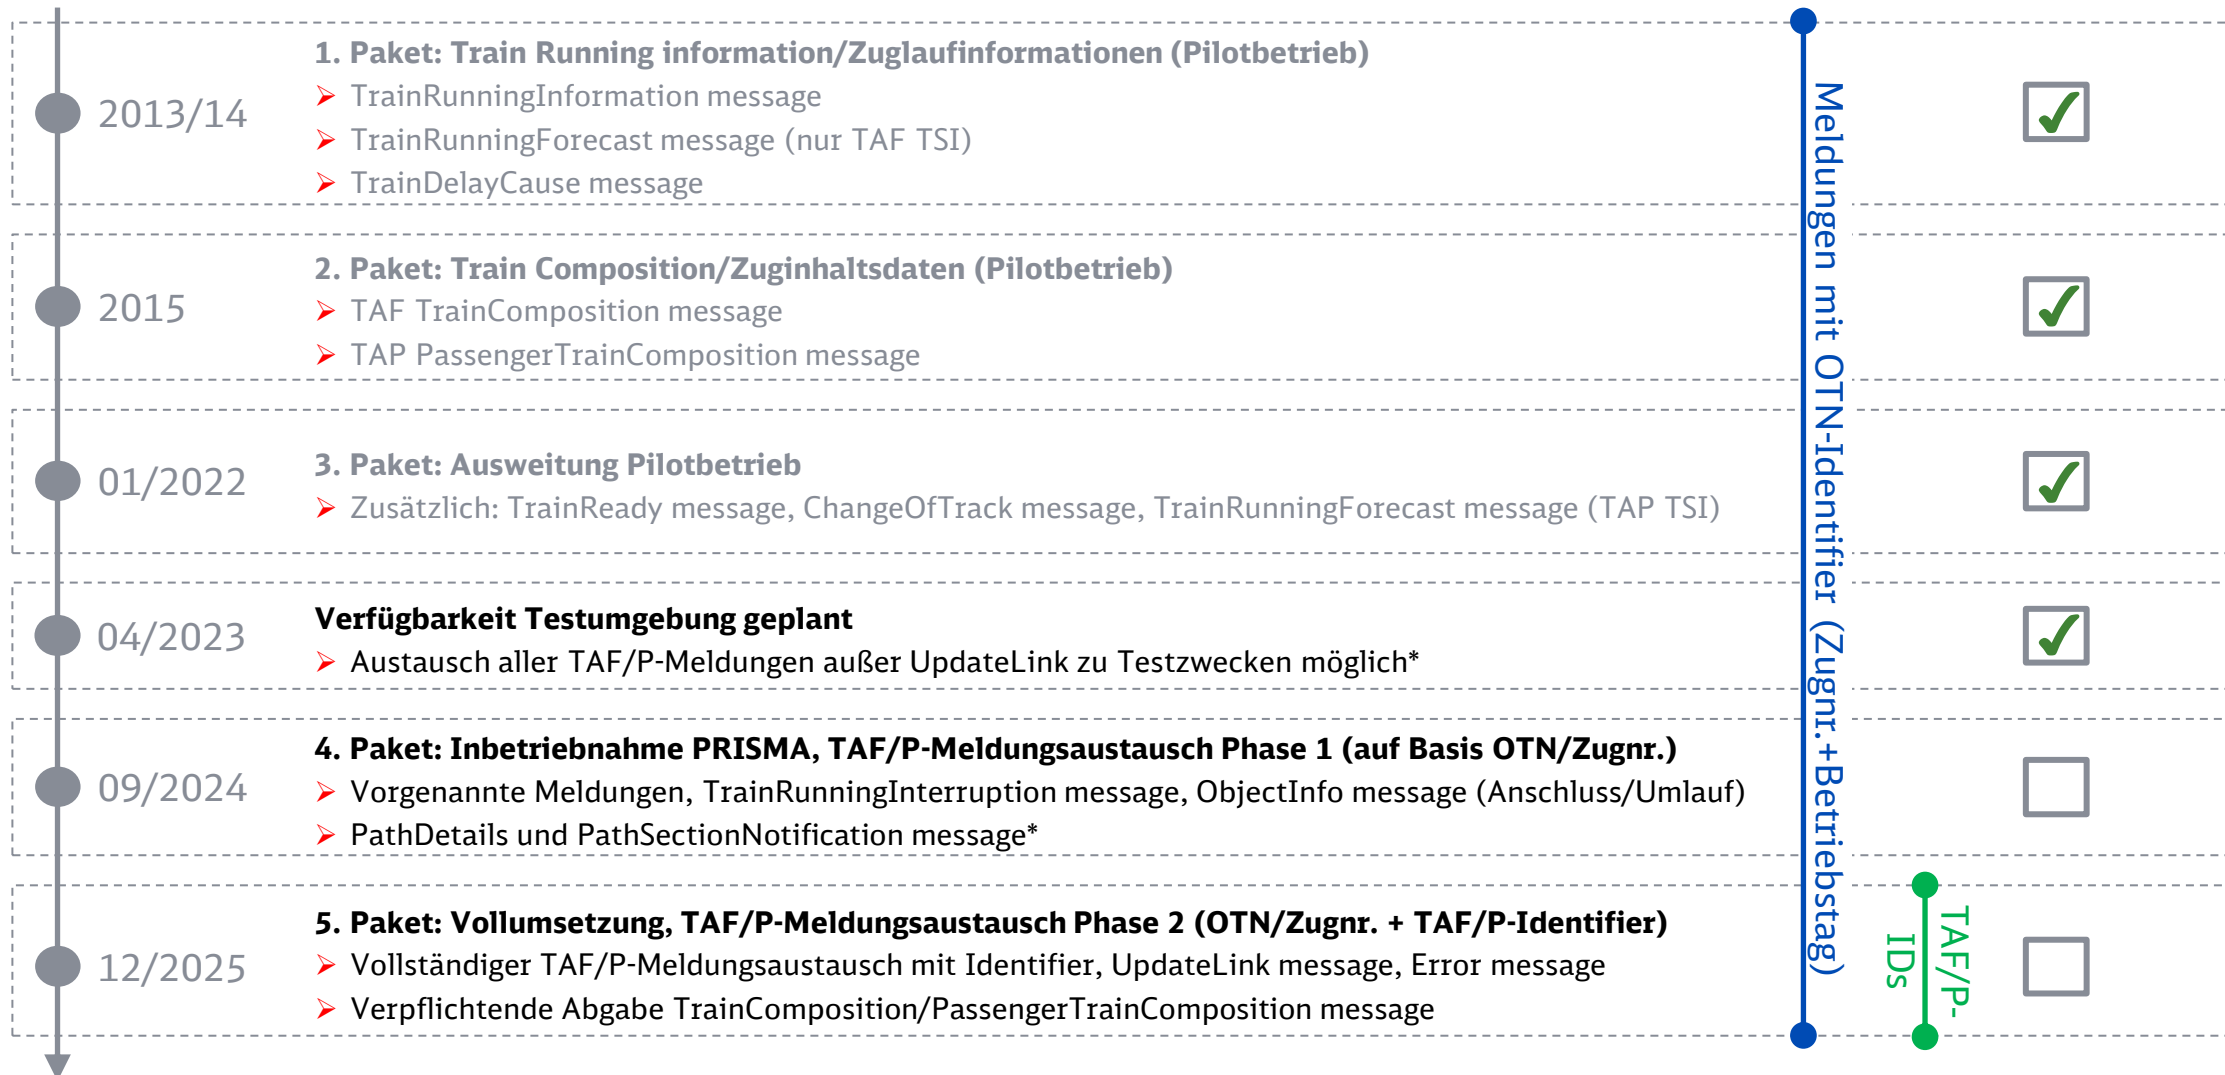 1. Paket: Train Running information/Zuglaufinformationen (Pilotbetrieb)
2013/14
➢ TrainRunningInformation message
➢ TrainRunningForecast message (nur TAF TSI)
➢ TrainDelayCause message
2. Paket: Train Composition/Zuginhaltsdaten (Pilotbetrieb)
2015
➢ TAF TrainComposition message
➢ TAP PassengerTrainComposition message
3. Paket: Ausweitung Pilotbetrieb
01/2022
➢ Zusätzlich: TrainReady message, ChangeOfTrack message, TrainRunningForecast message (TAP TSI)
Verfügbarkeit Testumgebung geplant
04/2023
➢ Austausch aller TAF/P-Meldungen außer UpdateLink zu Testzwecken möglich*
4. Paket: Inbetriebnahme PRISMA, TAF/P-Meldungsaustausch Phase 1 (auf Basis OTN/Zugnr.)
09/2024
➢ Vorgenannte Meldungen, TrainRunningInterruption message, ObjectInfo message (Anschluss/Umlauf)
➢ PathDetails und PathSectionNotification message*
5. Paket: Vollumsetzung, TAF/P-Meldungsaustausch Phase 2 (OTN/Zugnr. + TAF/P-Identifier)
12/2025
➢ Vollständiger TAF/P-Meldungsaustausch mit Identifier, UpdateLink message, Error message
➢ Verpflichtende Abgabe TrainComposition/PassengerTrainComposition message
Meldungen mit OTN-Identifier (Zugnr.+Betriebstag)
TAF/P-
IDs